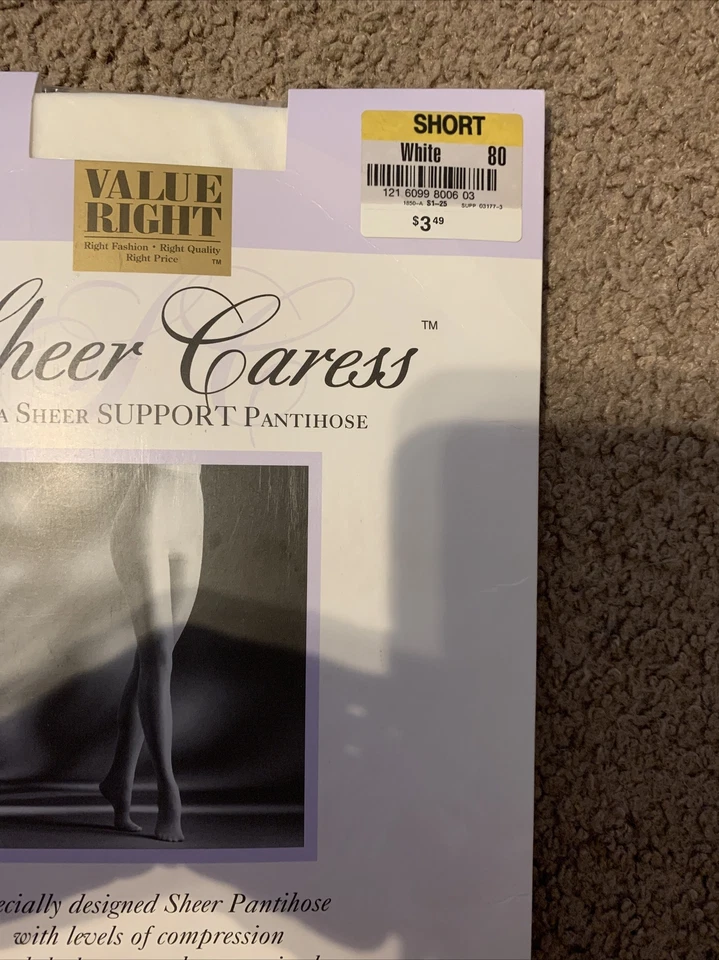 SHORT
White 80
121 6099 8006 03
1850-A $1-25 SUPP 03177-3
$3 49
VALUE
RIGHT
Right Fashion • Right Quality
Right Price TM
heer Caress TM
A SHEER SUPPORT PANTIHOSE
ecially designed Sheer Pantihose
with levels of compression